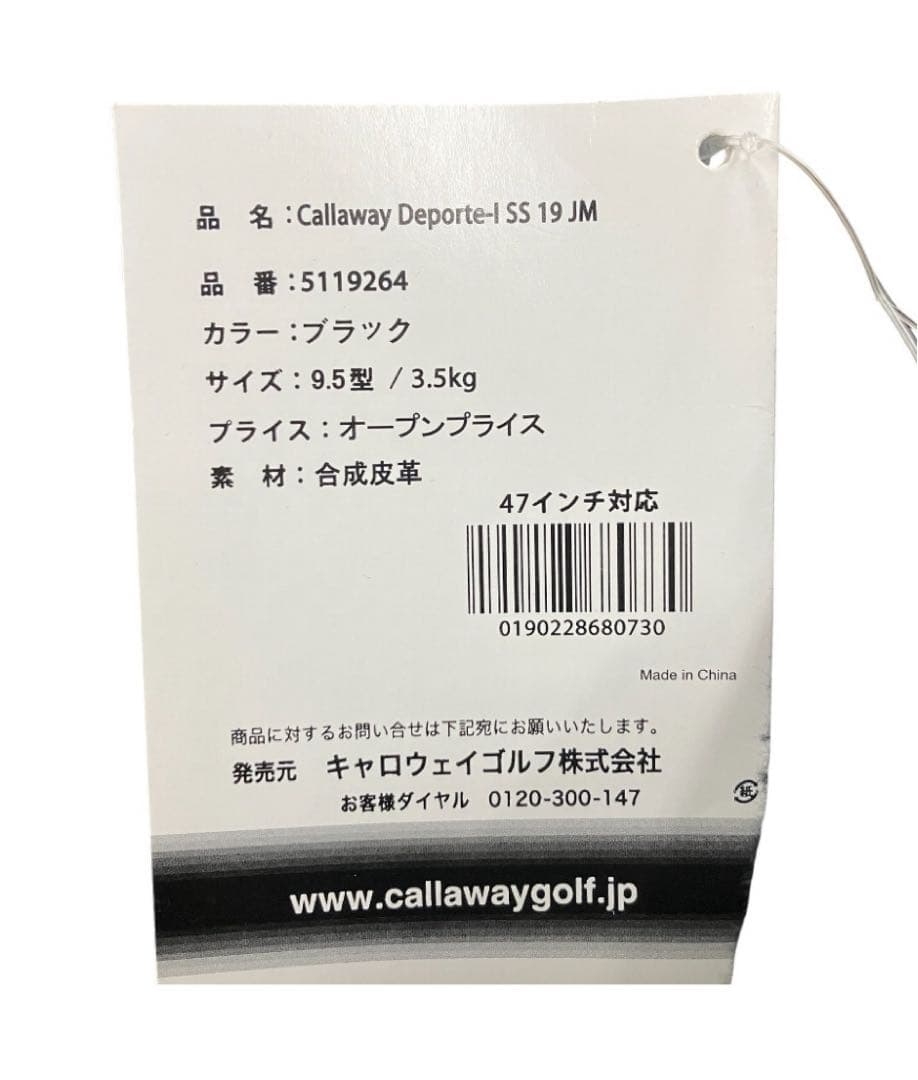 品 名：Callaway Deporte-I SS 19 JM
品 番：5119264
カラー：ブラック
サイズ：9.5型 / 3.5kg
プライス：オープンプライス
素 材：合成皮革
47インチ対応
0190228680730
Made in China
商品に対するお問い合せは下記宛にお願いいたします。
発売元 キャロウェイゴルフ株式会社
お客様ダイヤル 0120-300-147
紙
www.callawaygolf.jp